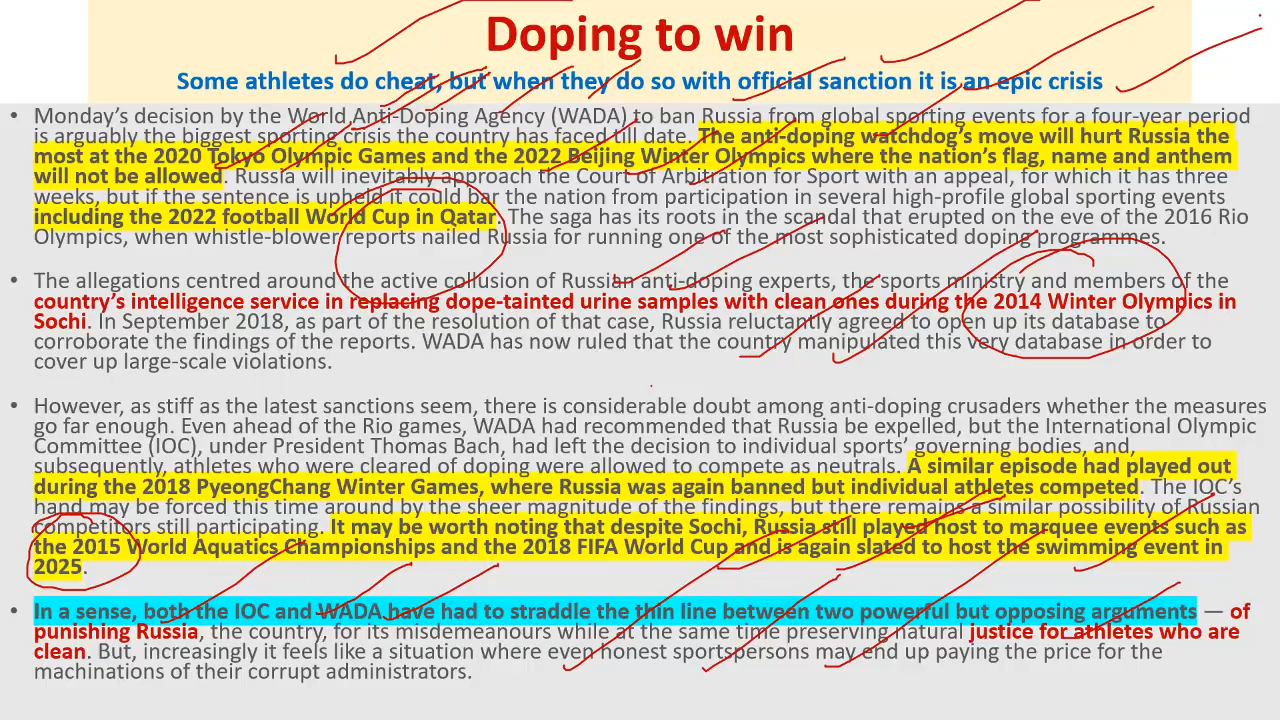 Doping to win
Some athletes do cheat, but when they do so with official sanction it is an epic crisis
• Monday's decision by the World Anti-Doping Agency (WADA) to ban Russia from global sporting events for a four-year period
is arguably the biggest sporting crisis the country has faced till date. The anti-doping watchdog's move will hurt Russia the
most at the 2020 Tokyo Olympic Games and the 2022 Beijing Winter Olympics where the nation's flag, name and anthem
will not be allowed. Russia will inevitably approach the Court of Arbitration for Sport with an appeal, for which it has three
weeks, but if the sentence is upheld it could bar the nation from participation in several high-profile global sporting events
including the 2022 football World Cup in Qatar. The saga has its roots in the scandal that erupted on the eve of the 2016 Rio
Olympics, when whistle-blower reports nailed Russia for running one of the most sophisticated doping programmes.
• The allegations centred around the active collusion of Russian anti-doping experts, the sports ministry and members of the
country's intelligence service in replacing dope-tainted urine samples with clean ones during the 2014 Winter Olympics in
Sochi. In September 2018, as part of the resolution of that case, Russia reluctantly agreed to open up its database to
corroborate the findings of the reports. WADA has now ruled that the country manipulated this very database in order to
cover up large-scale violations.
• However, as stiff as the latest sanctions seem, there is considerable doubt among anti-doping crusaders whether the measures
go far enough. Even ahead of the Rio games, WADA had recommended that Russia be expelled, but the International Olympic
Committee (IOC), under President Thomas Bach, had left the decision to individual sports' governing bodies, and,
subsequently, athletes who were cleared of doping were allowed to compete as neutrals. A similar episode had played out
during the 2018 PyeongChang Winter Games, where Russia was again banned but individual athletes competed. The IOC's
hand may be forced this time around by the sheer magnitude of the findings, but there remains a similar possibility of Russian
competitors still participating. It may be worth noting that despite Sochi, Russia still played host to marquee events such as
the 2015 World Aquatics Championships and the 2018 FIFA World Cup and is again slated to host the swimming event in
2025.
• In a sense, both the IOC and WADA have had to straddle the thin line between two powerful but opposing arguments — of
punishing Russia, the country, for its misdemeanours while at the same time preserving natural justice for athletes who are
clean. But, increasingly it feels like a situation where even honest sportspersons may end up paying the price for the
machinations of their corrupt administrators.